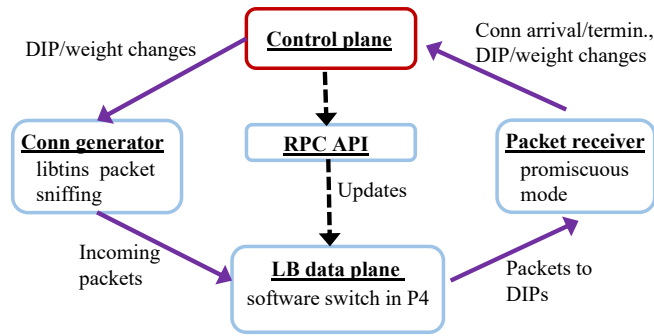 Control plane
DIP/weight changes
Conn arrival/termin.,
DIP/weight changes
Conn generator
libtins packet
sniffing
RPC API
Packet receiver
promiscuous
mode
Updates
Incoming
packets
LB data plane
software switch in P4
Packets to
DIPs